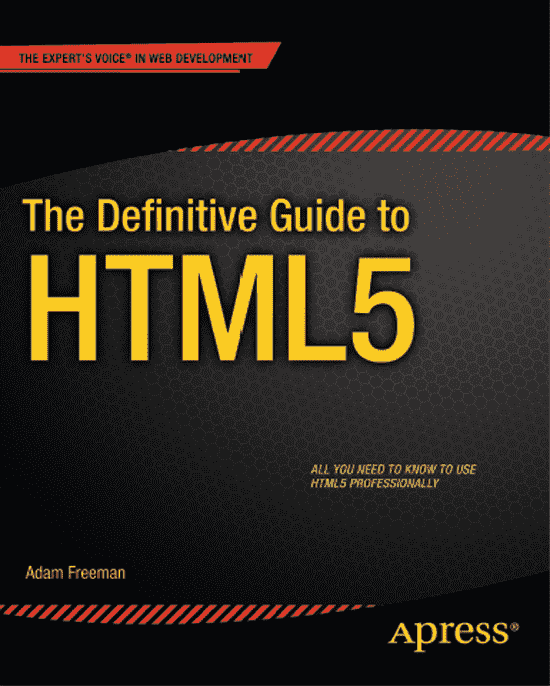 THE EXPERT'S VOICE® IN WEB DEVELOPMENT
The Definitive Guide to
HTML5
ALL YOU NEED TO KNOW TO USE
HTML5 PROFESSIONALLY
Adam Freeman
Apress®